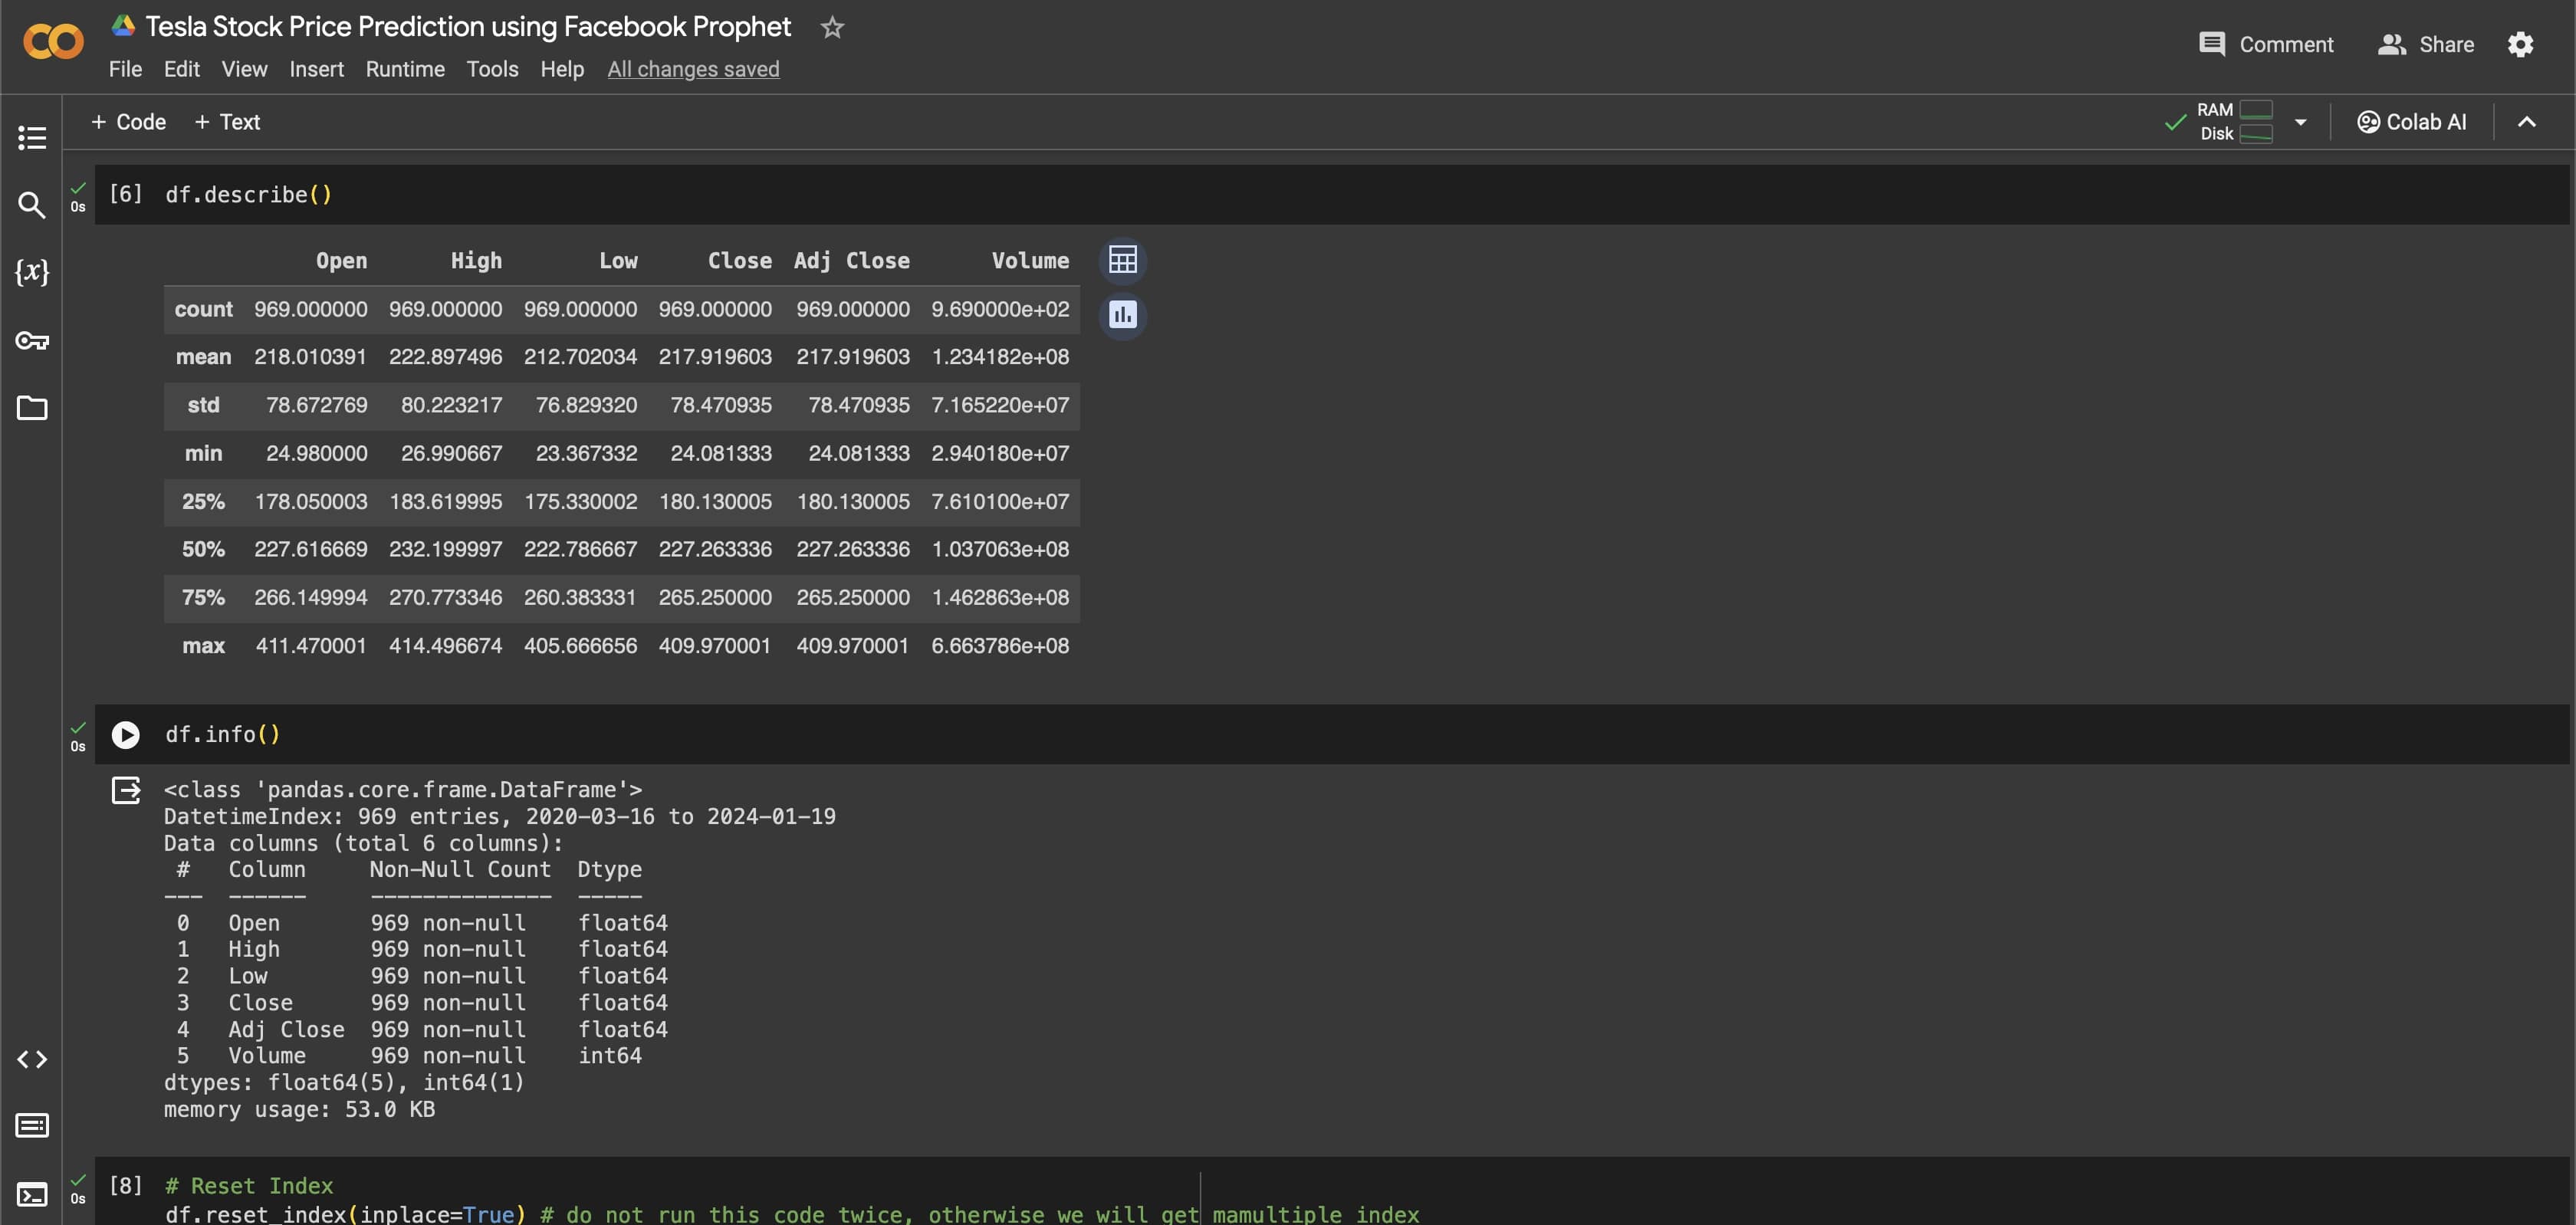 Tesla Stock Price Prediction using Facebook Prophet
File Edit View Insert Runtime Tools Help All changes saved
Comment Share
+ Code + Text
RAM
Disk
Colab AI
[6] df.describe()
0s
Open High Low Close Adj Close Volume
count 969.000000 969.000000 969.000000 969.000000 969.000000 9.690000e+02
mean 218.010391 222.897496 212.702034 217.919603 217.919603 1.234182e+08
std 78.672769 80.223217 76.829320 78.470935 78.470935 7.165220e+07
min 24.980000 26.990667 23.367332 24.081333 24.081333 2.940180e+07
25% 178.050003 183.619995 175.330002 180.130005 180.130005 7.610100e+07
50% 227.616669 232.199997 222.786667 227.263336 227.263336 1.037063e+08
75% 266.149994 270.773346 260.383331 265.250000 265.250000 1.462863e+08
max 411.470001 414.496674 405.666656 409.970001 409.970001 6.663786e+08
df.info()
0s
<class 'pandas.core.frame.DataFrame'>
DatetimeIndex: 969 entries, 2020-03-16 to 2024-01-19
Data columns (total 6 columns):
# Column Non-Null Count Dtype
--- ------ -------------- -----
0 Open 969 non-null float64
1 High 969 non-null float64
2 Low 969 non-null float64
3 Close 969 non-null float64
4 Adj Close 969 non-null float64
5 Volume 969 non-null int64
dtypes: float64(5), int64(1)
memory usage: 53.0 KB
[8] # Reset Index
0s
df.reset_index(inplace=True) # do not run this code twice, otherwise we will get mamultiple index